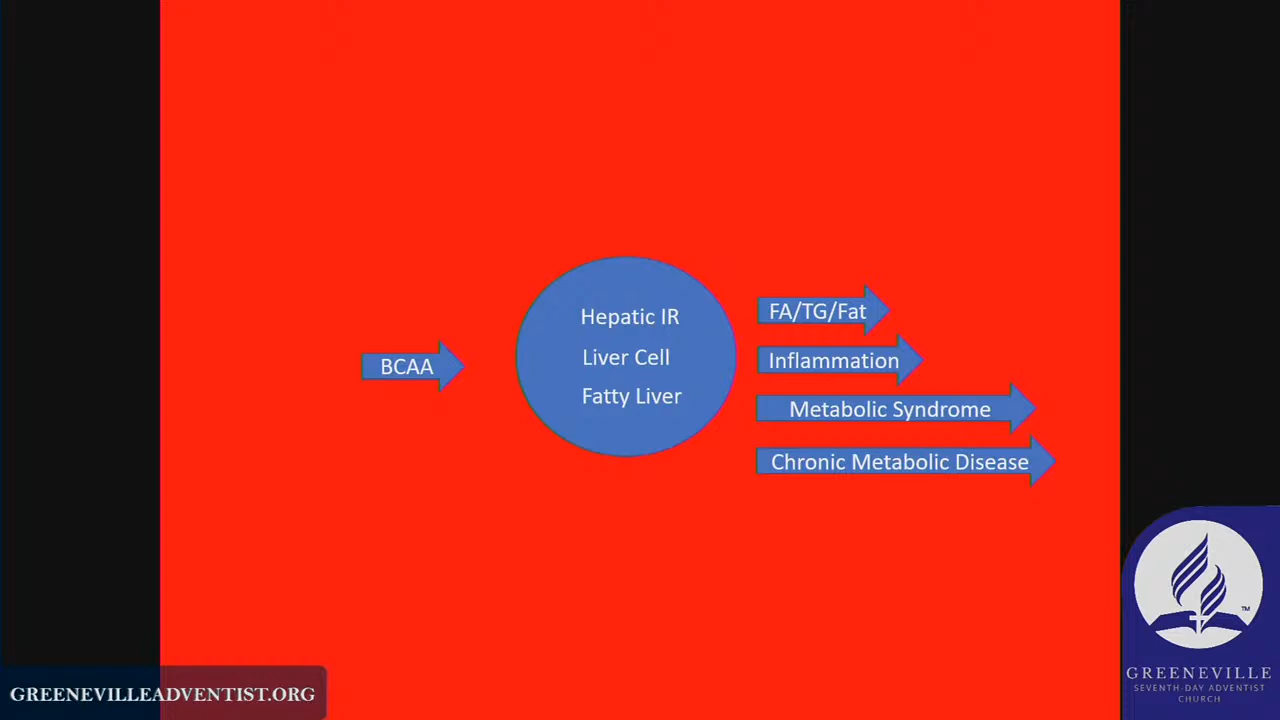 BCAA
Hepatic IR
Liver Cell
Fatty Liver
FA/TG/Fat
Inflammation
Metabolic Syndrome
Chronic Metabolic Disease
GREENEVILLEADVENTIST.ORG
TM
GREENEVILLE
SEVENTH-DAY ADVENTIST
CHURCH